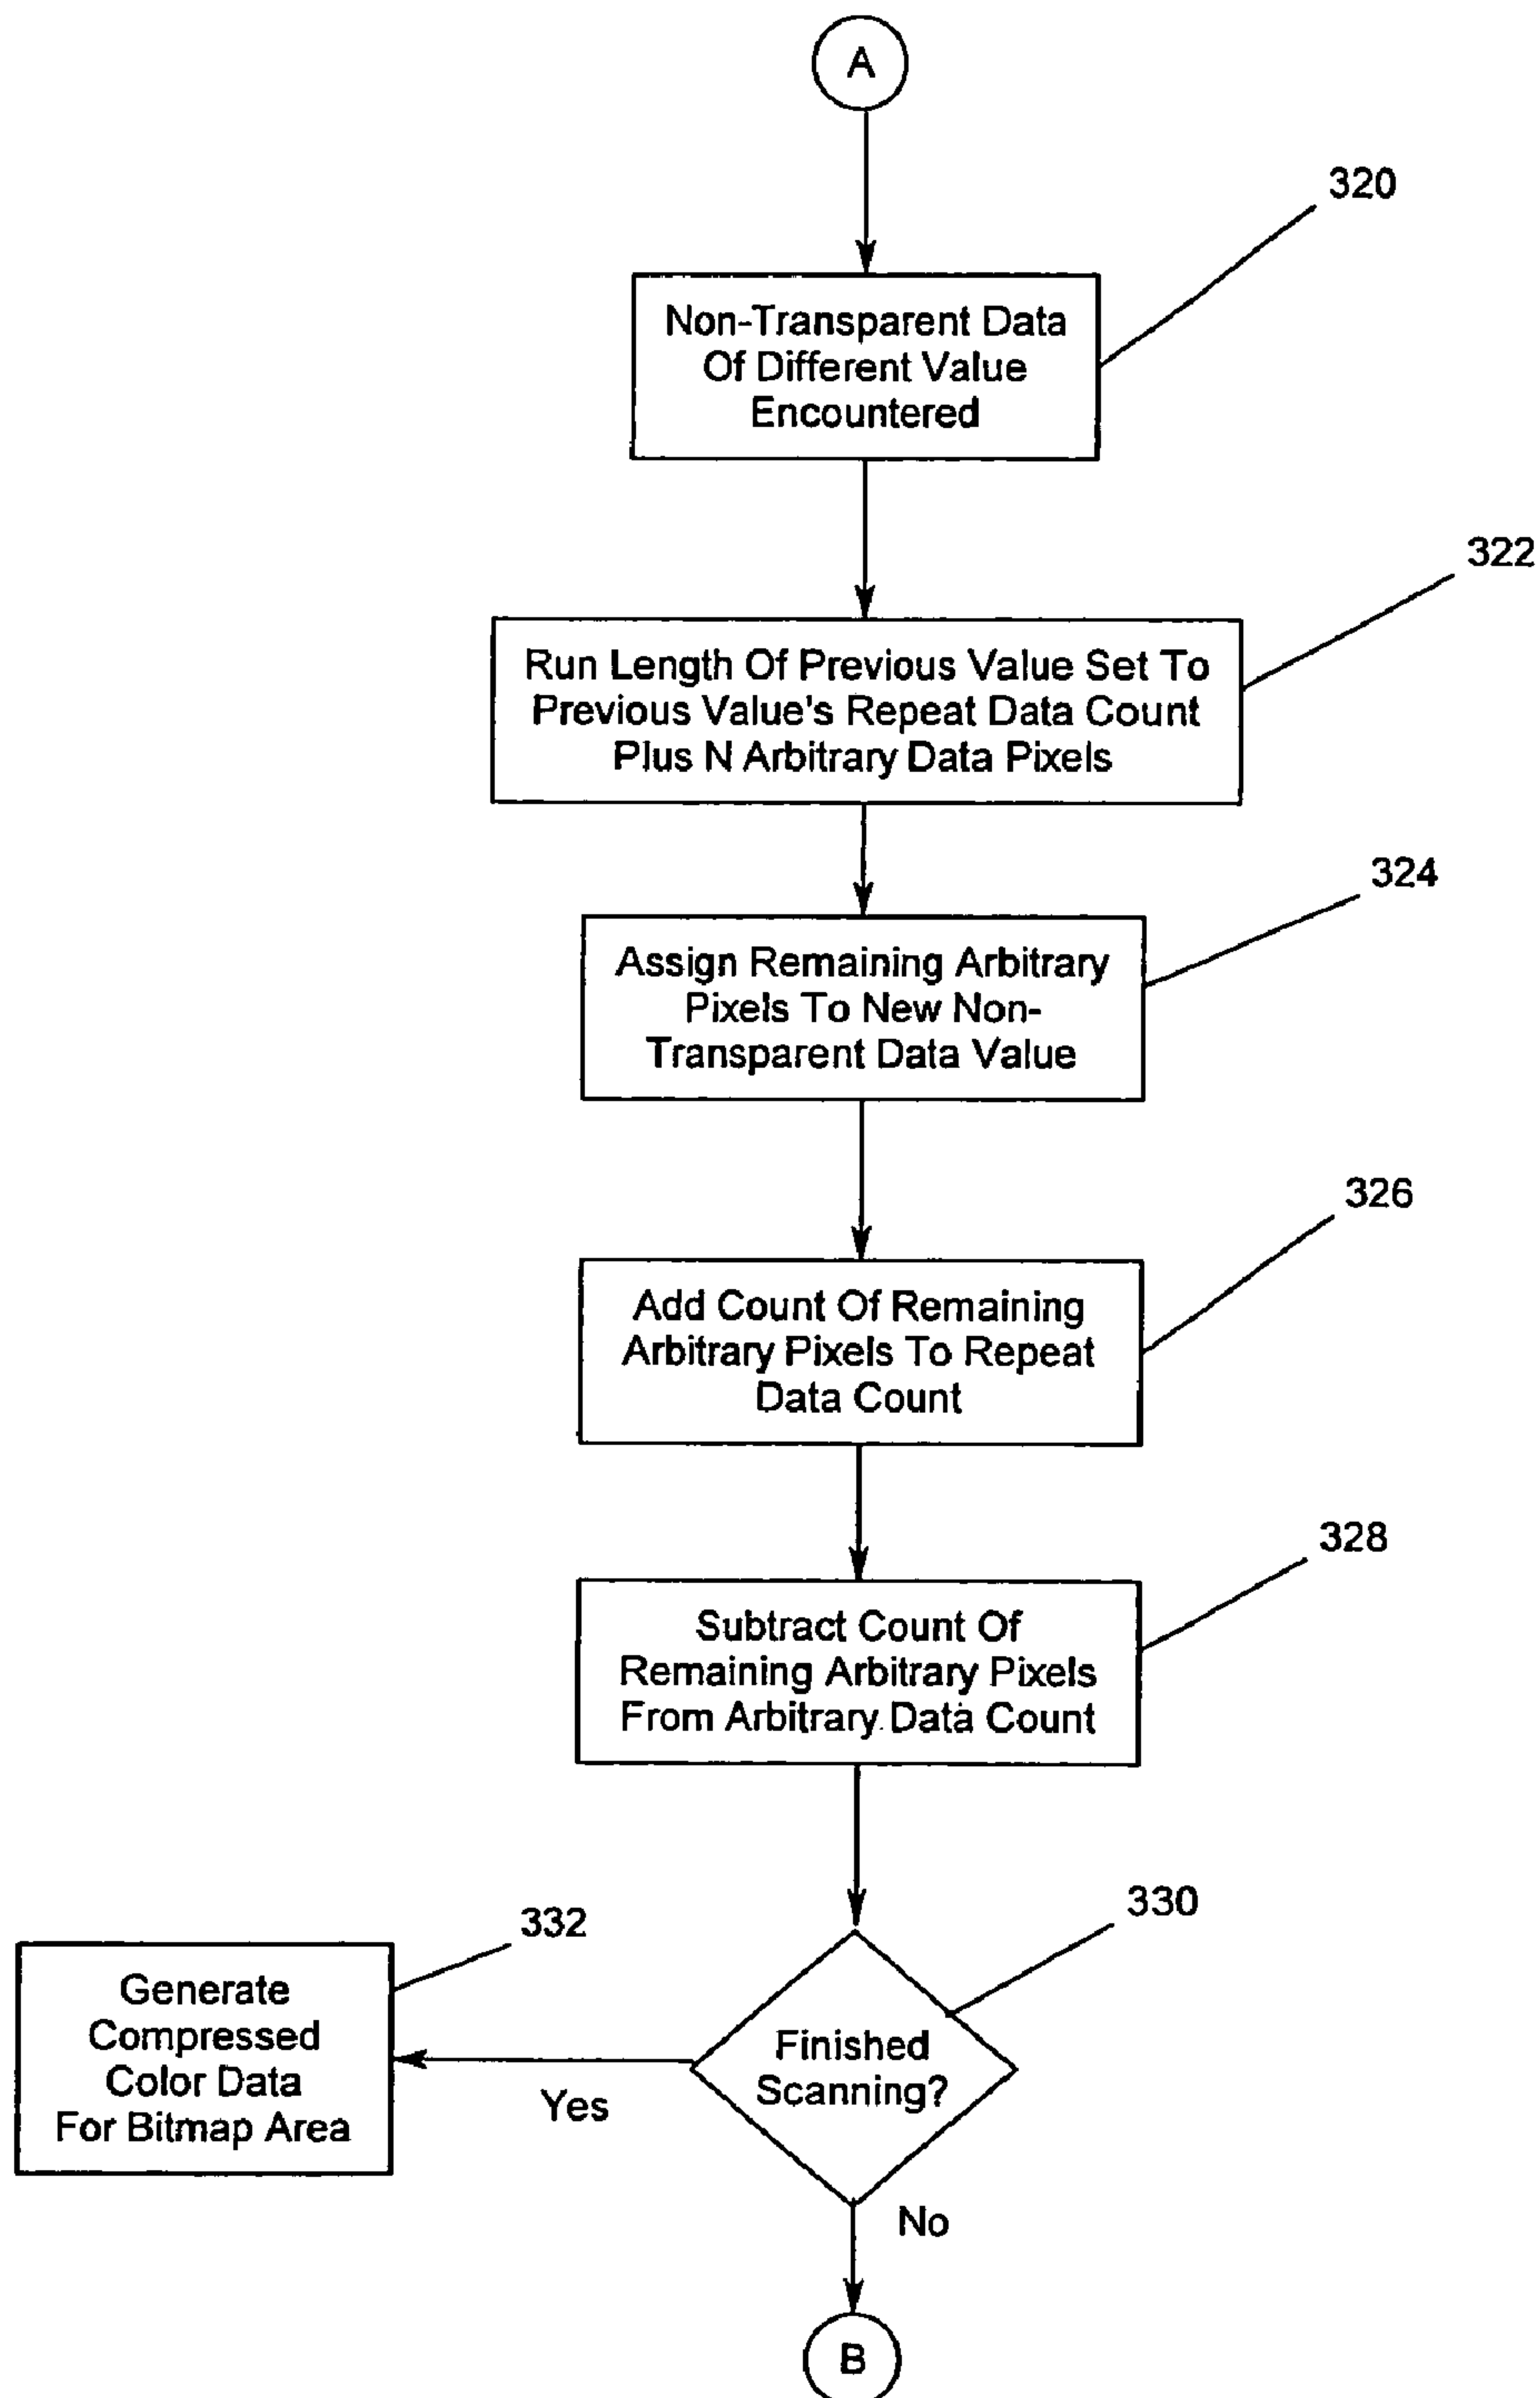 A
320
Non-Transparent Data
Of Different Value
Encountered
322
Run Length Of Previous Value Set To
Previous Value's Repeat Data Count
Plus N Arbitrary Data Pixels
324
Assign Remaining Arbitrary
Pixels To New Non-
Transparent Data Value
326
Add Count Of Remaining
Arbitrary Pixels To Repeat
Data Count
328
Subtract Count Of
Remaining Arbitrary Pixels
From Arbitrary Data Count
330
332
Generate
Compressed
Color Data
For Bitmap Area
Finished
Scanning?
Yes
No
B